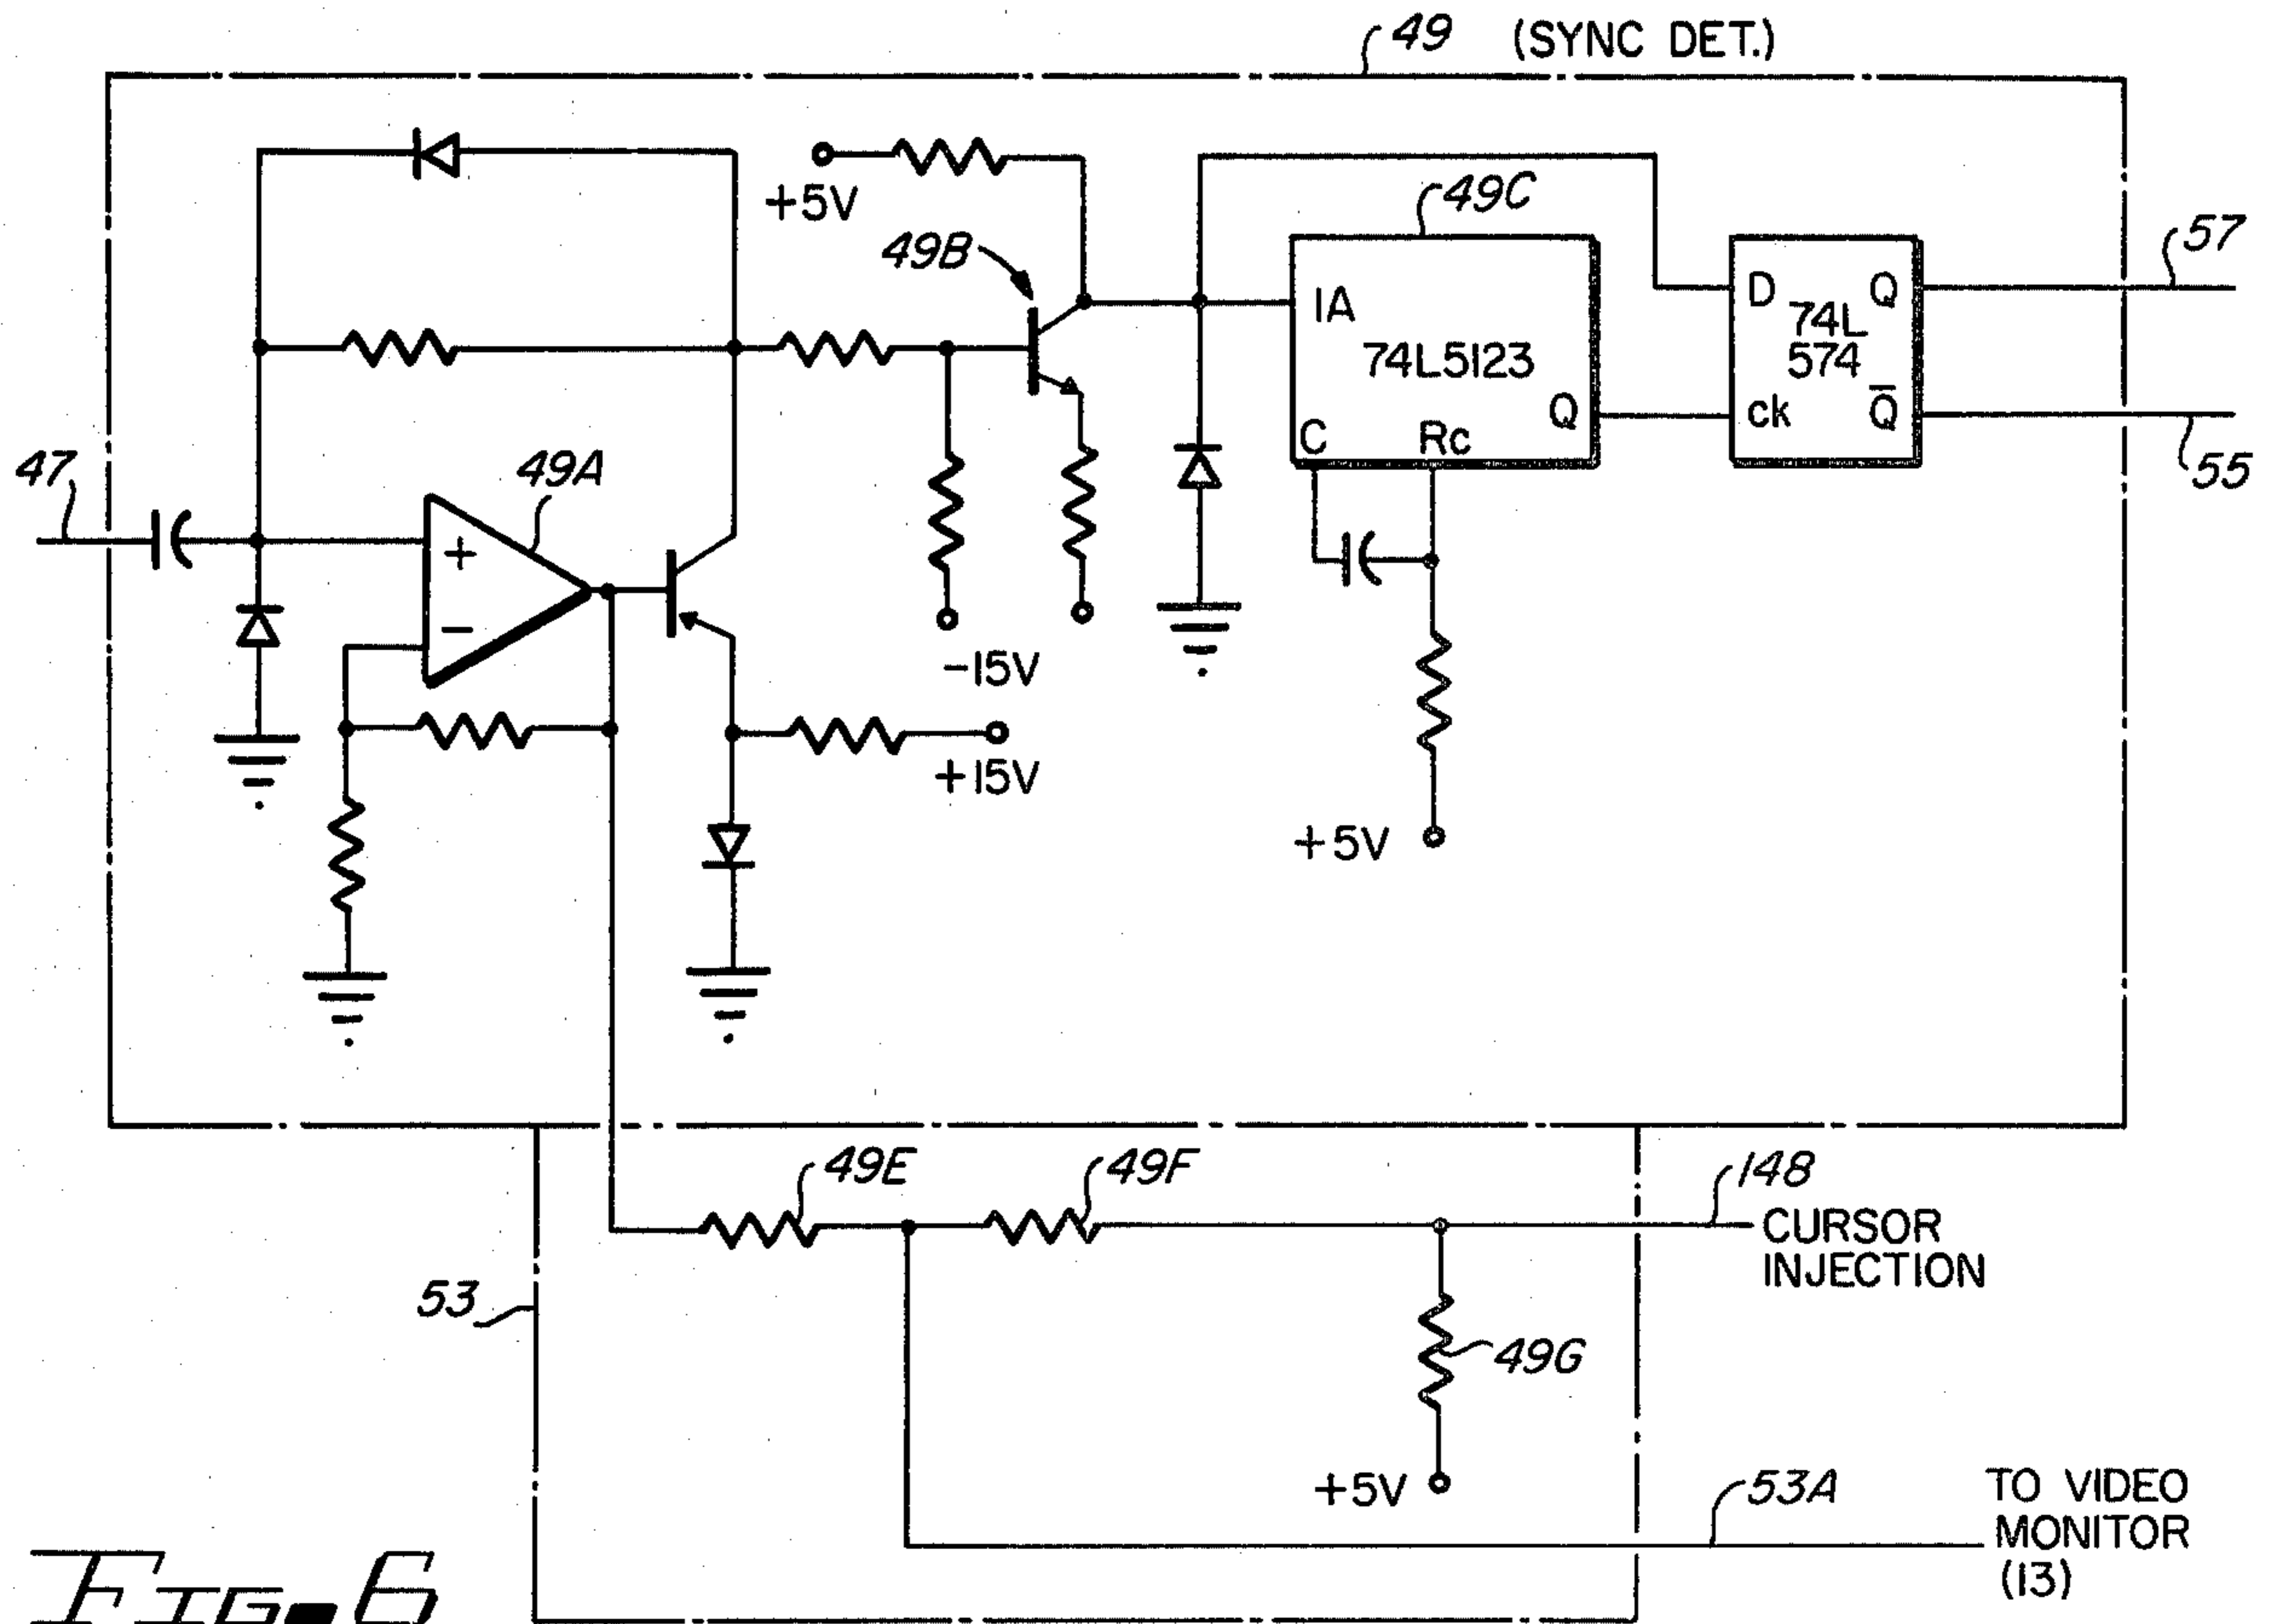 49 (SYNC DET.)
+5V
49B
49C
57
1A
74L5123
C
Rc
Q
D
Q
74L
574
ck
Q̅
55
47
49A
+
−
-15V
+15V
+5V
49E
49F
148
CURSOR
INJECTION
53
49G
+5V
53A
TO VIDEO
MONITOR
(13)
FIG. 6